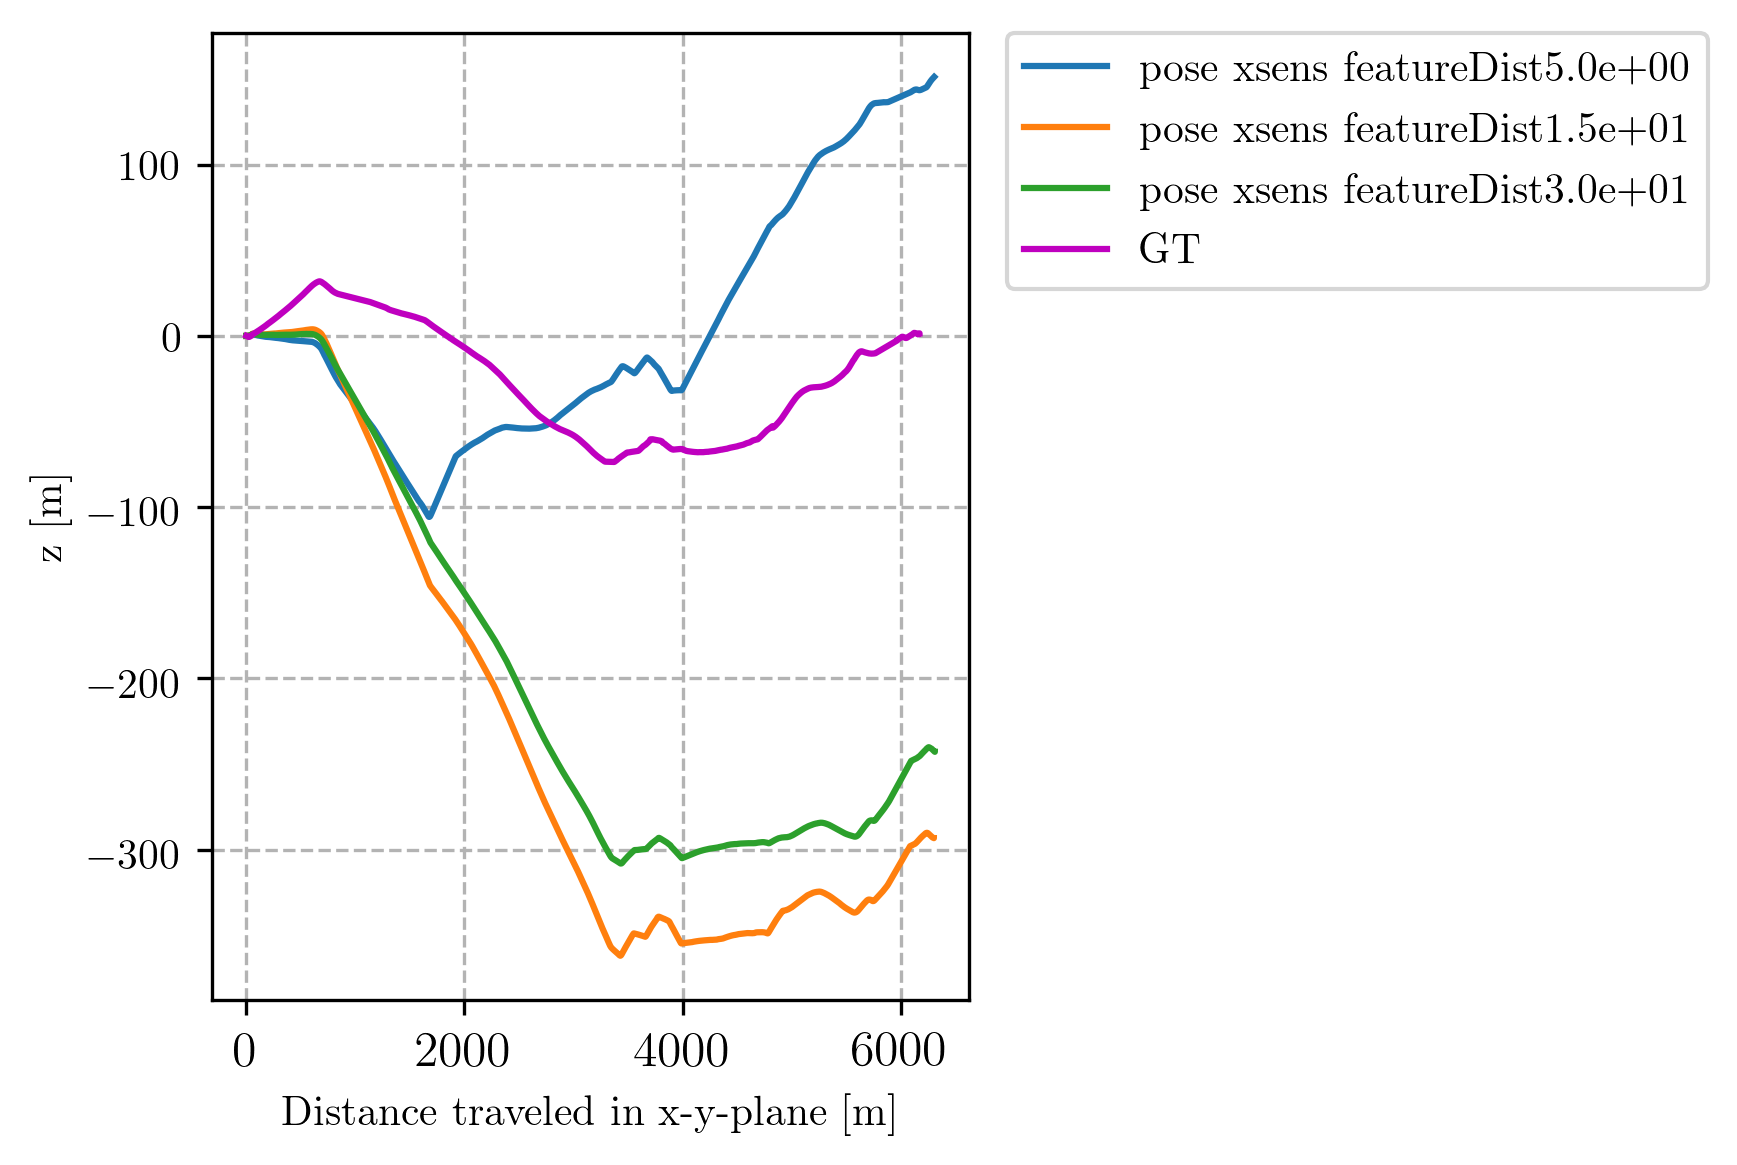 pose xsens featureDist5.0e+00
pose xsens featureDist1.5e+01
pose xsens featureDist3.0e+01
GT
100
0
−100
−200
−300
z [m]
0 2000 4000 6000
Distance traveled in x-y-plane [m]